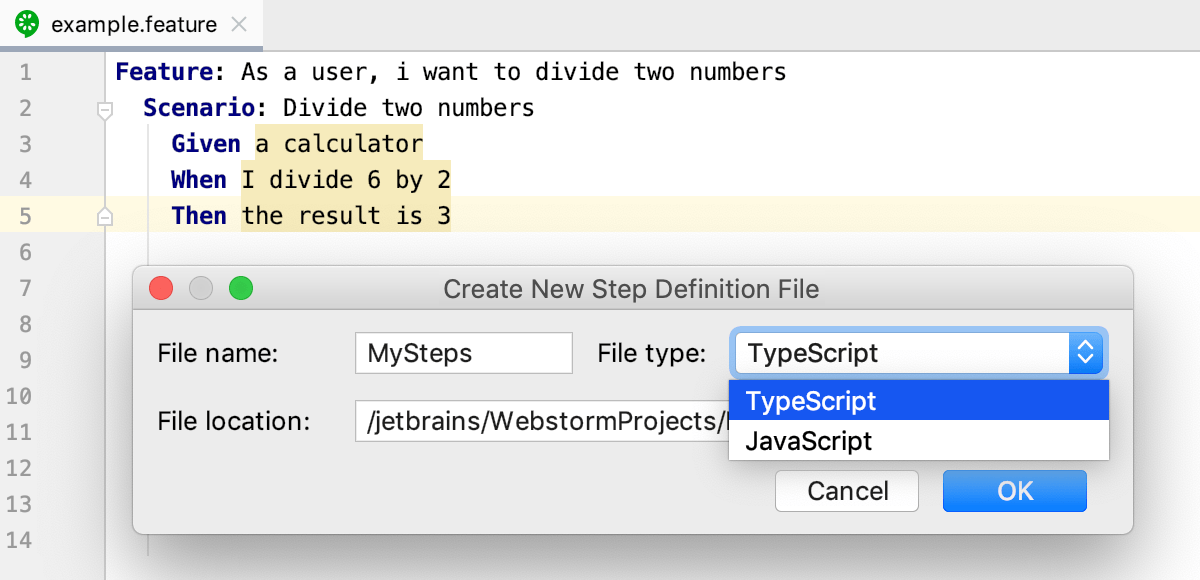 example.feature
1 Feature: As a user, i want to divide two numbers
2 Scenario: Divide two numbers
3 Given a calculator
4 When I divide 6 by 2
5 Then the result is 3
6
7
8
9
10
11
12
13
14
Create New Step Definition File
File name: MySteps File type: TypeScript
TypeScript
File location: /jetbrains/WebstormProjects/
JavaScript
Cancel OK